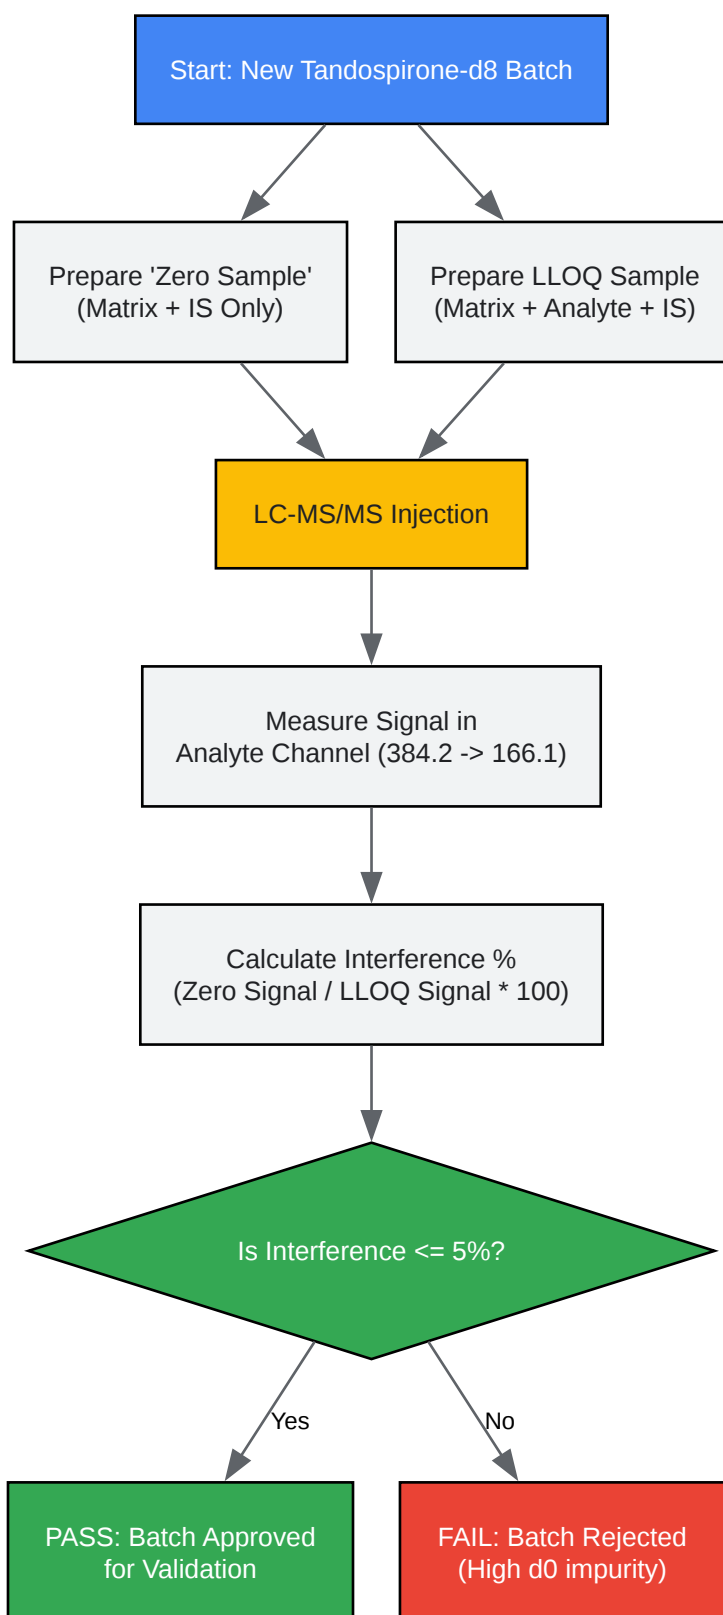 Start: New Tandospirone-d8 Batch
Prepare 'Zero Sample'
(Matrix + IS Only)
Prepare LLOQ Sample
(Matrix + Analyte + IS)
LC-MS/MS Injection
Measure Signal in
Analyte Channel (384.2 -> 166.1)
Calculate Interference %
(Zero Signal / LLOQ Signal * 100)
Is Interference <= 5%?
Yes
No
PASS: Batch Approved
for Validation
FAIL: Batch Rejected
(High d0 impurity)